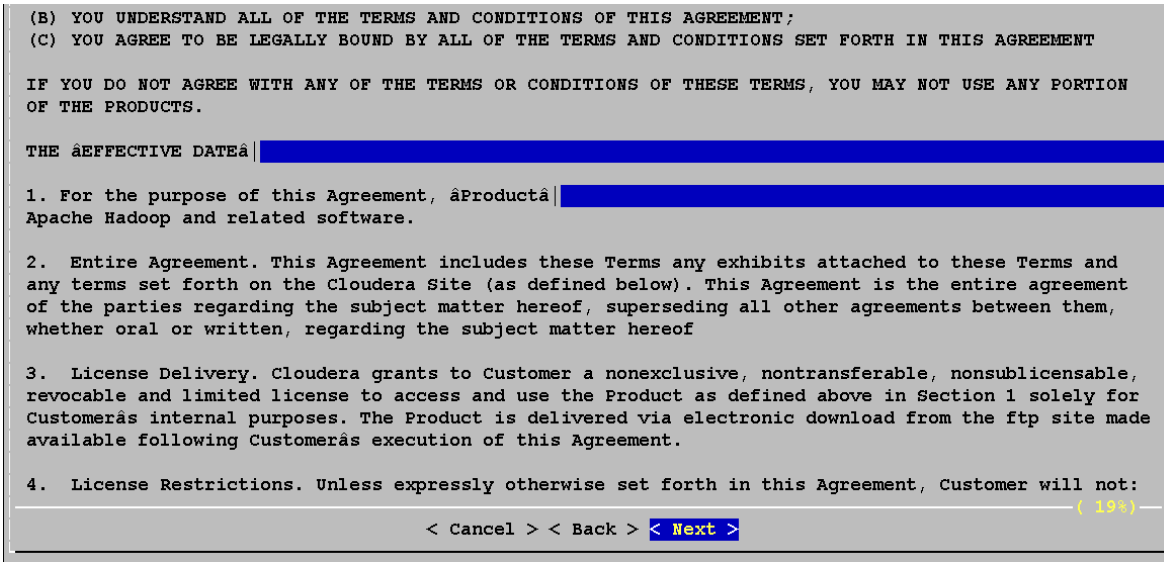 (B) YOU UNDERSTAND ALL OF THE TERMS AND CONDITIONS OF THIS AGREEMENT;
(C) YOU AGREE TO BE LEGALLY BOUND BY ALL OF THE TERMS AND CONDITIONS SET FORTH IN THIS AGREEMENT
IF YOU DO NOT AGREE WITH ANY OF THE TERMS OR CONDITIONS OF THESE TERMS, YOU MAY NOT USE ANY PORTION
OF THE PRODUCTS.
THE âEFFECTIVE DATEâ|
1. For the purpose of this Agreement, âProductâ|
Apache Hadoop and related software.
2.  Entire Agreement. This Agreement includes these Terms any exhibits attached to these Terms and
any terms set forth on the Cloudera Site (as defined below). This Agreement is the entire agreement
of the parties regarding the subject matter hereof, superseding all other agreements between them,
whether oral or written, regarding the subject matter hereof
3.  License Delivery. Cloudera grants to Customer a nonexclusive, nontransferable, nonsublicensable,
revocable and limited license to access and use the Product as defined above in Section 1 solely for
Customerâs internal purposes. The Product is delivered via electronic download from the ftp site made
available following Customerâs execution of this Agreement.
4.  License Restrictions. Unless expressly otherwise set forth in this Agreement, Customer will not:
( 19%)
< Cancel > < Back > < Next >